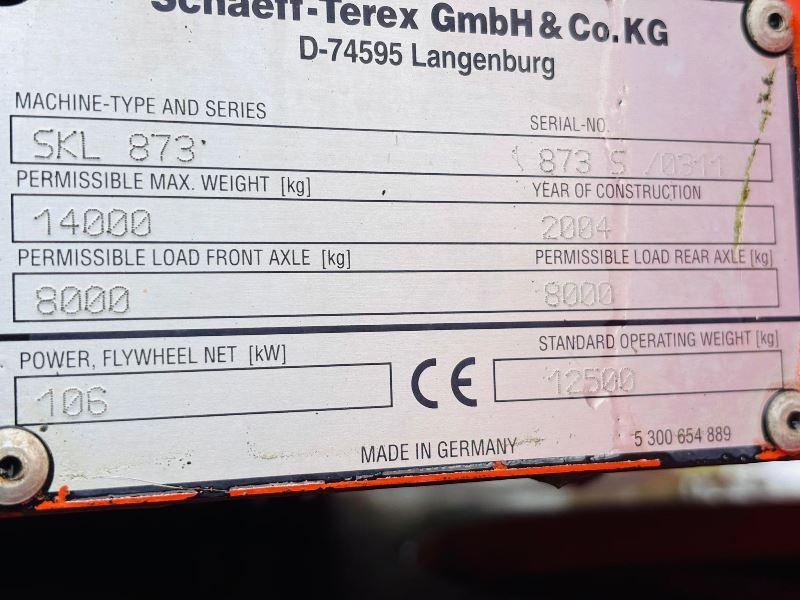 Schaeff-Terex GmbH & Co. KG
D-74595 Langenburg
MACHINE-TYPE AND SERIES
SERIAL-NO.
SKL 873
873 S /0311
PERMISSIBLE MAX. WEIGHT [kg]
YEAR OF CONSTRUCTION
14000
2004
PERMISSIBLE LOAD FRONT AXLE [kg]
PERMISSIBLE LOAD REAR AXLE [kg]
8000
8000
POWER, FLYWHEEL NET [kW]
STANDARD OPERATING WEIGHT [kg]
106
CE
12500
MADE IN GERMANY
5 300 654 889